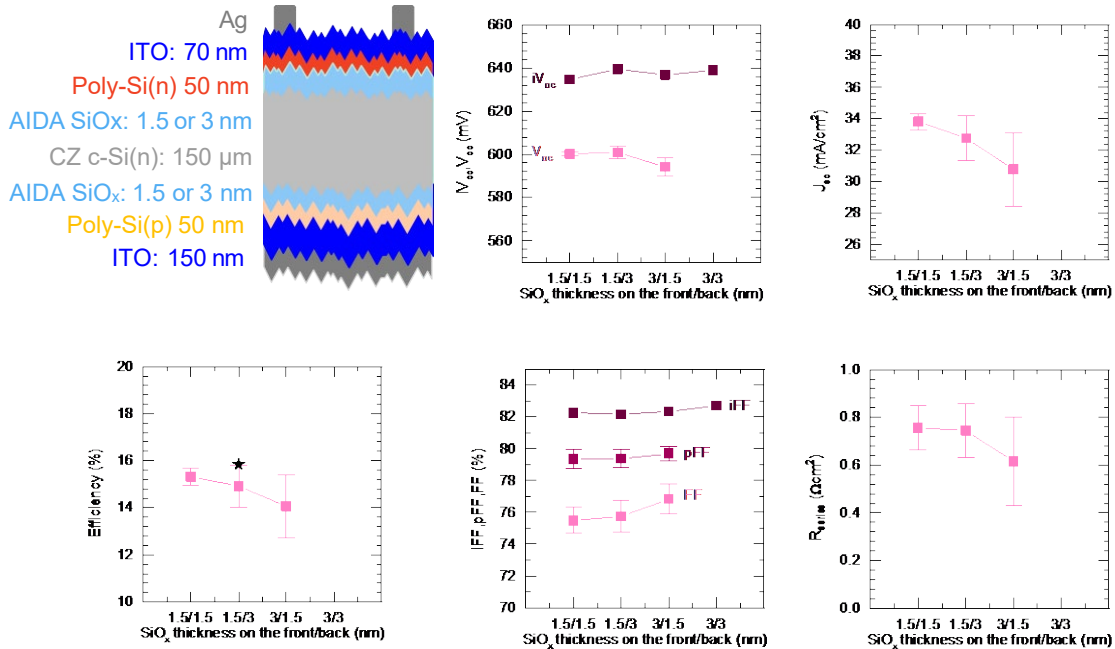 Ag
ITO: 70 nm
Poly-Si(n) 50 nm
AIDA SiOx: 1.5 or 3 nm
CZ c-Si(n): 150 µm
AIDA SiOₓ: 1.5 or 3 nm
Poly-Si(p) 50 nm
ITO: 150 nm
iV_oc, V_oc (mV)
640
620
600
580
560
iV_oc
V_oc
1.5/1.5 1.5/3 3/1.5 3/3
SiOₓ thickness on the front/back (nm)
J_sc (mA/cm²)
40
38
36
34
32
30
28
26
1.5/1.5 1.5/3 3/1.5 3/3
SiOₓ thickness on the front/back (nm)
Efficiency (%)
20
18
16
14
12
10
★
1.5/1.5 1.5/3 3/1.5 3/3
SiOₓ thickness on the front/back (nm)
iFF, pFF, FF (%)
84
82
80
78
76
74
72
70
iFF
pFF
FF
1.5/1.5 1.5/3 3/1.5 3/3
SiOₓ thickness on the front/back (nm)
R_series (Ωcm²)
1.0
0.8
0.6
0.4
0.2
0.0
1.5/1.5 1.5/3 3/1.5 3/3
SiOₓ thickness on the front/back (nm)